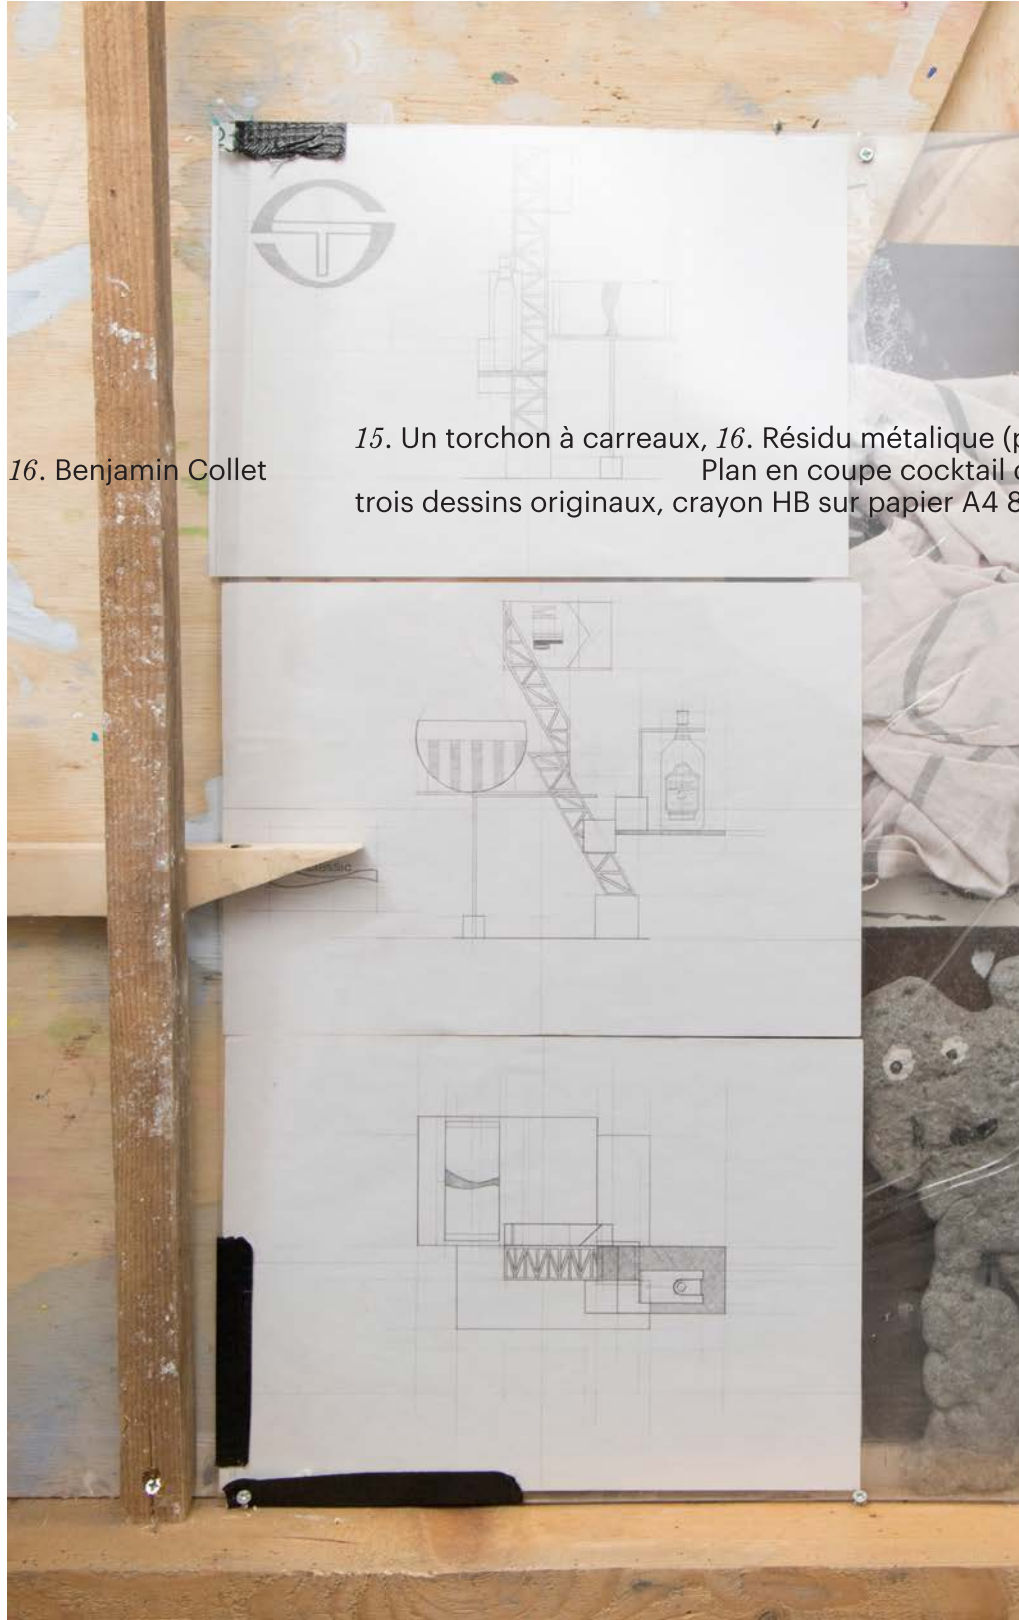 15. Un torchon à carreaux, 16. Résidu métalique (
16. Benjamin Collet
Plan en coupe cocktail
trois dessins originaux, crayon HB sur papier A4 8